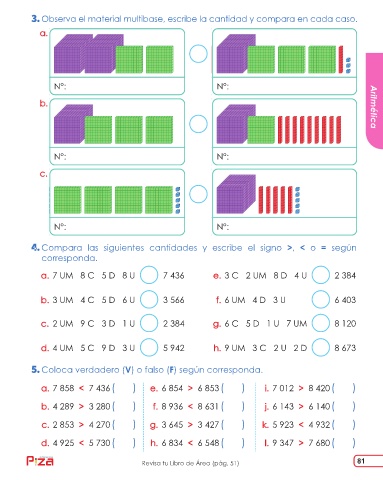 3. Observa el material multibase, escribe la cantidad y compara en cada caso.
a.
N°: N°:
b.
N°: N°:
c.
N°: N°:
Aritmética
4. Compara las siguientes cantidades y escribe el signo >, < o = según
corresponda.
a. 7 UM 8 C 5 D 8 U 7 436 e. 3 C 2 UM 8 D 4 U 2 384
b. 3 UM 4 C 5 D 6 U 3 566 f. 6 UM 4 D 3 U 6 403
c. 2 UM 9 C 3 D 1 U 2 384 g. 6 C 5 D 1 U 7 UM 8 120
d. 4 UM 5 C 9 D 3 U 5 942 h. 9 UM 3 C 2 U 2 D 8 673
5. Coloca verdadero (V) o falso (F) según corresponda.
a. 7 858 < 7 436 ( ) e. 6 854 > 6 853 ( ) i. 7 012 > 8 420 ( )
b. 4 289 > 3 280 ( ) f. 8 936 < 8 631 ( ) j. 6 143 > 6 140 ( )
c. 2 853 > 4 270 ( ) g. 3 645 > 3 427 ( ) k. 5 923 < 4 932 ( )
d. 4 925 < 5 730 ( ) h. 6 834 < 6 548 ( ) l. 9 347 > 7 680 ( )
Piza Revisa tu Libro de Área (pág. 51) 81